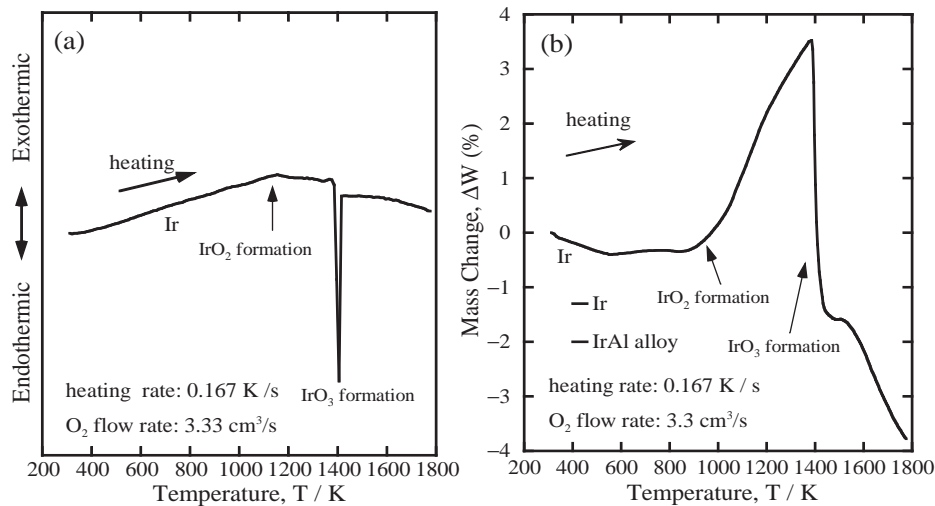 (a)
Exothermic
Endothermic
heating
Ir
IrO₂ formation
IrO₃ formation
heating rate: 0.167 K /s
O₂ flow rate: 3.33 cm³/s
200 400 600 800 1000 1200 1400 1600 1800
Temperature, T / K
(b)
Mass Change, ΔW (%)
4
3
2
1
0
−1
−2
−3
−4
heating
Ir
IrO₂ formation
Ir
IrO₃ formation
IrAl alloy
heating rate: 0.167 K / s
O₂ flow rate: 3.3 cm³/s
200 400 600 800 1000 1200 1400 1600 1800
Temperature, T / K